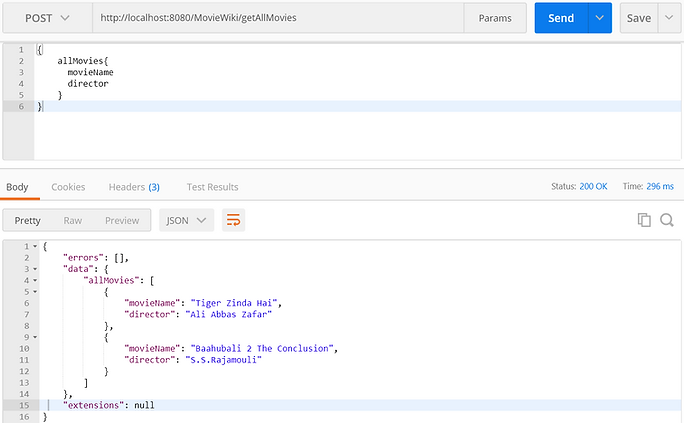 POST http://localhost:8080/MovieWiki/getAllMovies Params Send Save
1 {
2 allMovies{
3 movieName
4 director
5 }
6 }
Body Cookies Headers (3) Test Results Status: 200 OK Time: 296 ms
Pretty Raw Preview JSON
1 {
2 "errors": [],
3 "data": {
4 "allMovies": [
5 {
6 "movieName": "Tiger Zinda Hai",
7 "director": "Ali Abbas Zafar"
8 },
9 {
10 "movieName": "Baahubali 2 The Conclusion",
11 "director": "S.S.Rajamouli"
12 }
13 ]
14 },
15 "extensions": null
16 }